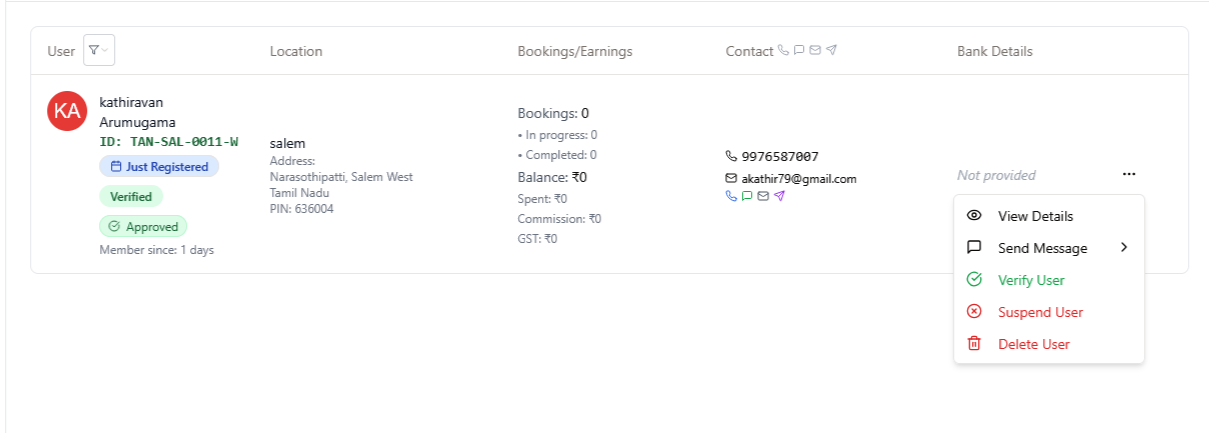 User
Location
Bookings/Earnings
Contact
Bank Details
KA
kathiravan
Arumugama
ID: TAN-SAL-0011-W
Just Registered
Verified
Approved
Member since: 1 days
salem
Address:
Narasothipatti, Salem West
Tamil Nadu
PIN: 636004
Bookings: 0
• In progress: 0
• Completed: 0
Balance: ₹0
Spent: ₹0
Commission: ₹0
GST: ₹0
9976587007
akathir79@gmail.com
Not provided
View Details
Send Message
Verify User
Suspend User
Delete User